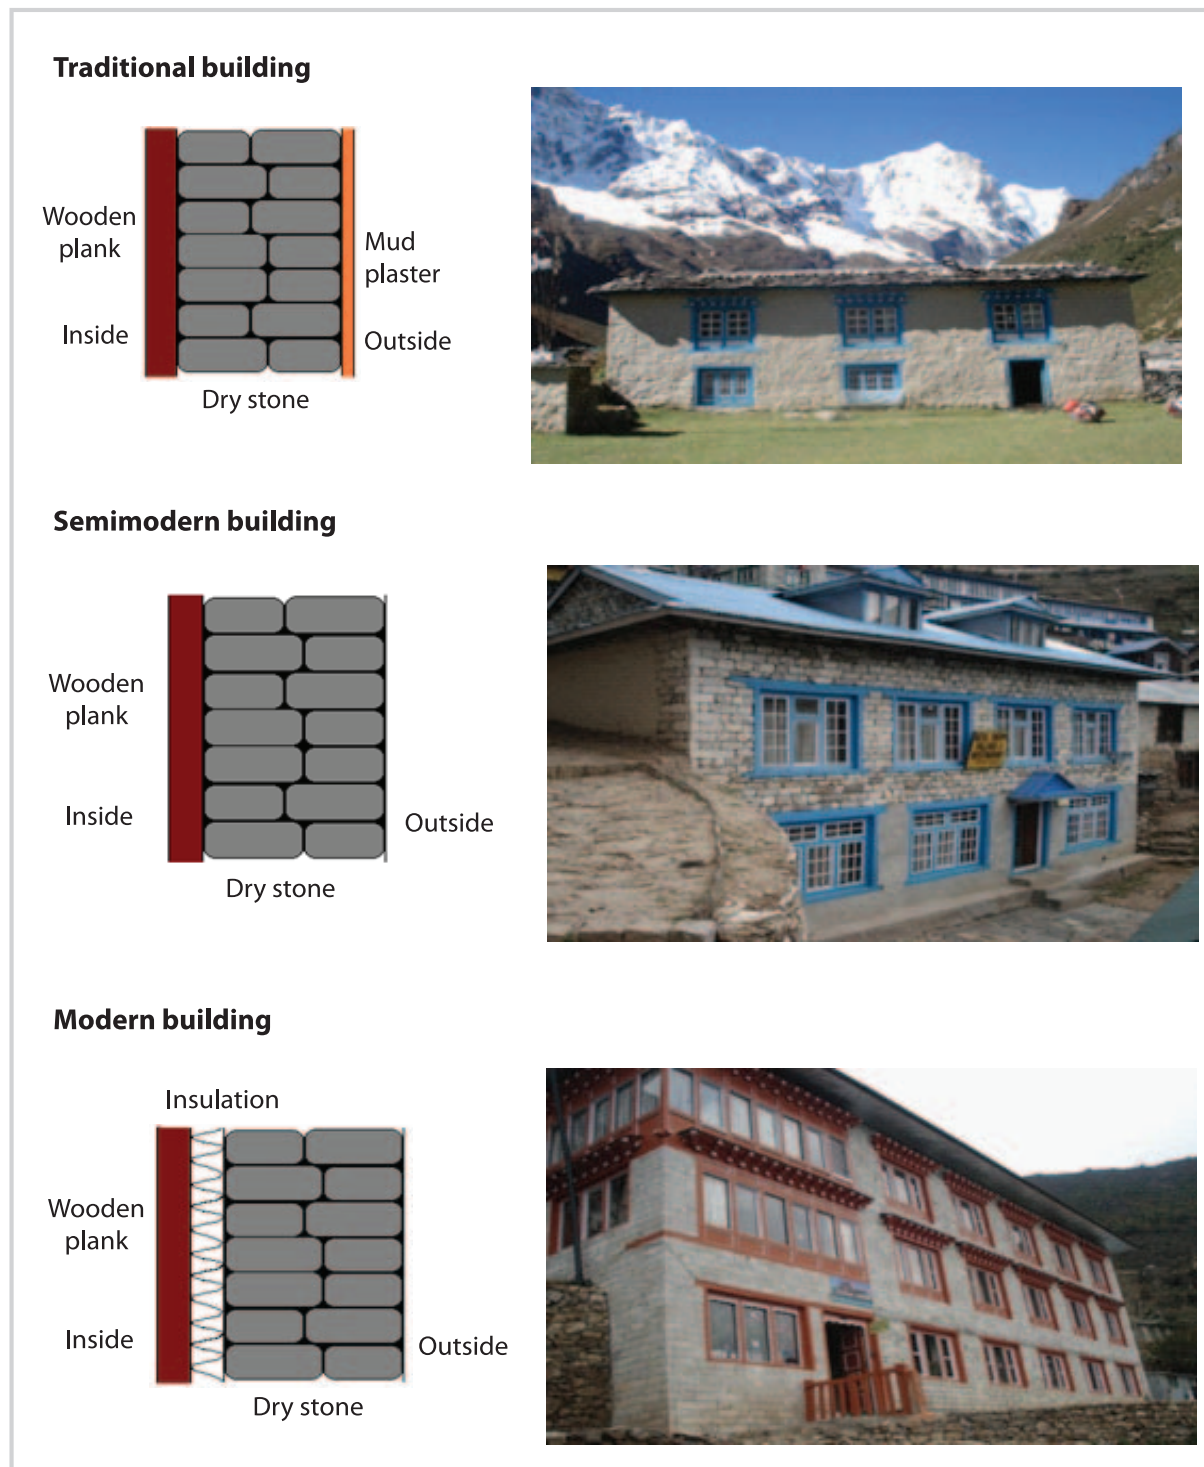 Traditional building
Wooden
plank
Mud
plaster
Inside
Outside
Dry stone
Semimodern building
Wooden
plank
Inside
Outside
Dry stone
Modern building
Insulation
Wooden
plank
Inside
Outside
Dry stone